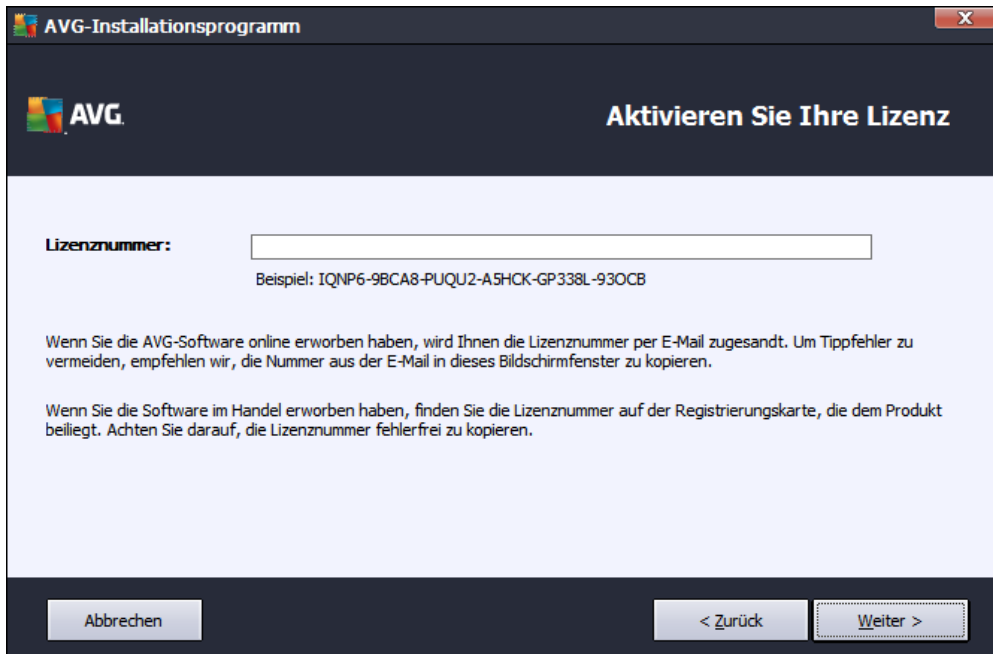 AVG-Installationsprogramm
X
AVG.
Aktivieren Sie Ihre Lizenz
Lizenznummer:
Beispiel: IQNP6-9BCA8-PUQU2-A5HCK-GP338L-93OCB
Wenn Sie die AVG-Software online erworben haben, wird Ihnen die Lizenznummer per E-Mail zugesandt. Um Tippfehler zu
vermeiden, empfehlen wir, die Nummer aus der E-Mail in dieses Bildschirmfenster zu kopieren.
Wenn Sie die Software im Handel erworben haben, finden Sie die Lizenznummer auf der Registrierungskarte, die dem Produkt
beiliegt. Achten Sie darauf, die Lizenznummer fehlerfrei zu kopieren.
Abbrechen
< Zurück
Weiter >